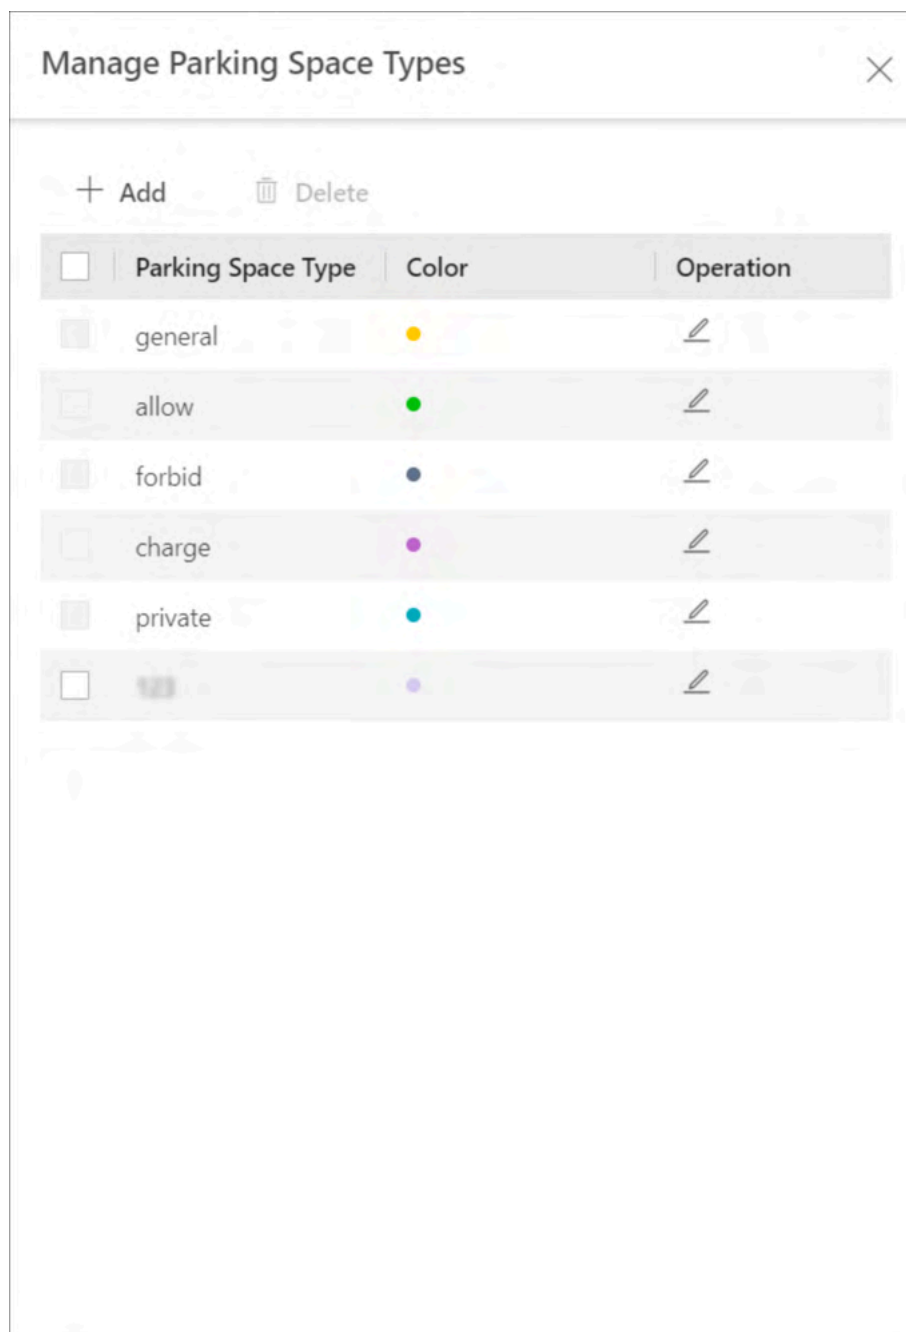 Manage Parking Space Types
Add Delete
Parking Space Type Color Operation
general
allow
forbid
charge
private